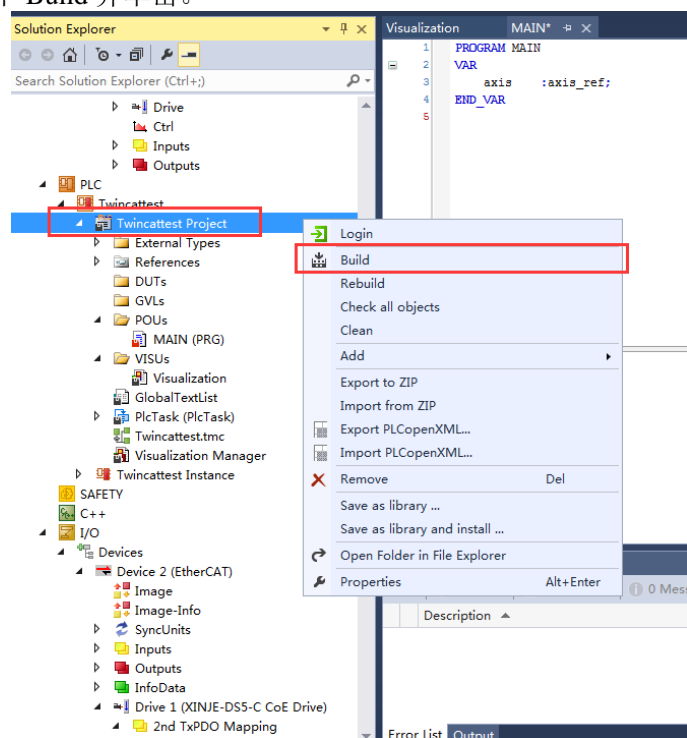 Build 并单击。
Solution Explorer
Search Solution Explorer (Ctrl+;)
Drive
Ctrl
Inputs
Outputs
PLC
Twincattest
Twincattest Project
External Types
References
DUTs
GVLs
POUs
MAIN (PRG)
VISUs
Visualization
GlobalTextList
PlcTask (PlcTask)
Twincattest.tmc
Visualization Manager
Twincattest Instance
SAFETY
C++
I/O
Devices
Device 2 (EtherCAT)
Image
Image-Info
SyncUnits
Inputs
Outputs
InfoData
Drive 1 (XINJE-DS5-C CoE Drive)
2nd TxPDO Mapping
Login
Build
Rebuild
Check all objects
Clean
Add
Export to ZIP
Import from ZIP
Export PLCopenXML...
Import PLCopenXML...
Remove Del
Save as library ...
Save as library and install ...
Open Folder in File Explorer
Properties Alt+Enter
Visualization MAIN*
1 PROGRAM MAIN
2 VAR
3 axis :axis_ref;
4 END_VAR
5
0 Mess
Description
Error List Output